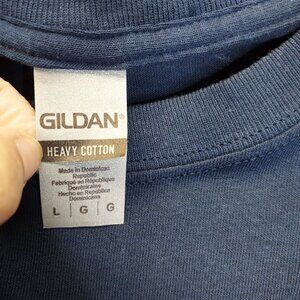 GILDAN®
HEAVY COTTON
Made in Dominican
Republic
Fabriqué en République
Dominicaine
Hecho en República
Dominicana
L G G